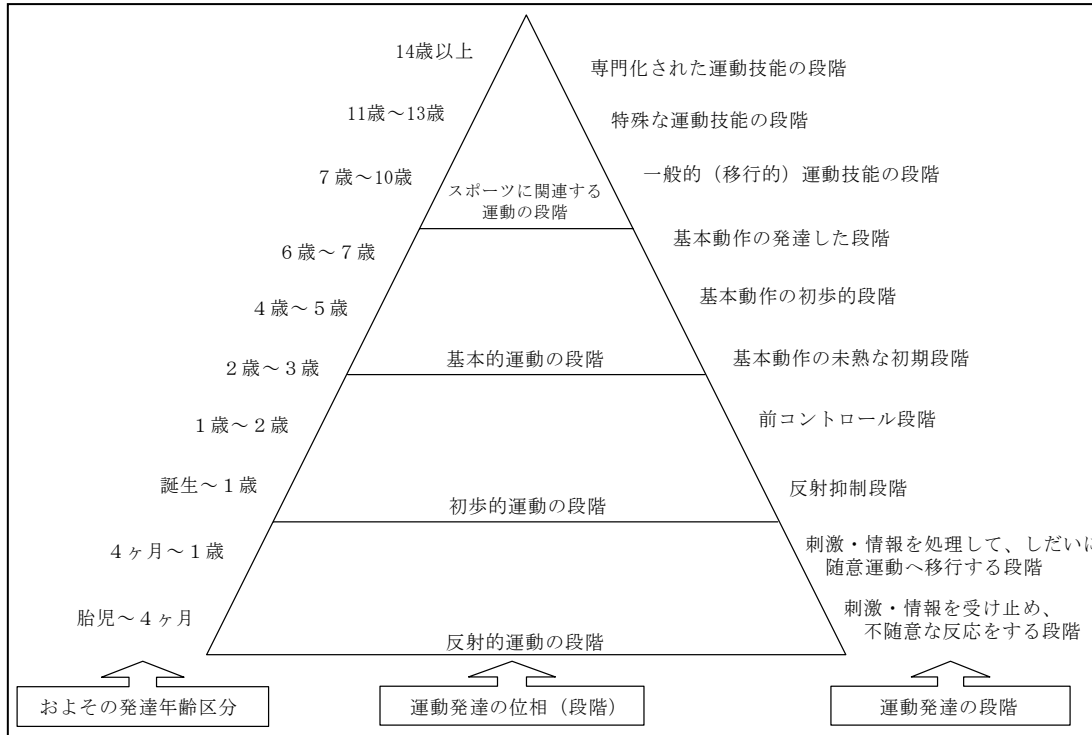 14歳以上
専門化された運動技能の段階
11歳～13歳
特殊な運動技能の段階
７歳～10歳
一般的（移行的）運動技能の段階
スポーツに関連する
運動の段階
６歳～７歳
基本動作の発達した段階
４歳～５歳
基本動作の初歩的段階
２歳～３歳
基本的運動の段階
基本動作の未熟な初期段階
１歳～２歳
前コントロール段階
誕生～１歳
反射抑制段階
初歩的運動の段階
４ヶ月～１歳
刺激・情報を処理して、しだいに
随意運動へ移行する段階
胎児～４ヶ月
刺激・情報を受け止め、
不随意な反応をする段階
反射的運動の段階
およその発達年齢区分
運動発達の位相（段階）
運動発達の段階